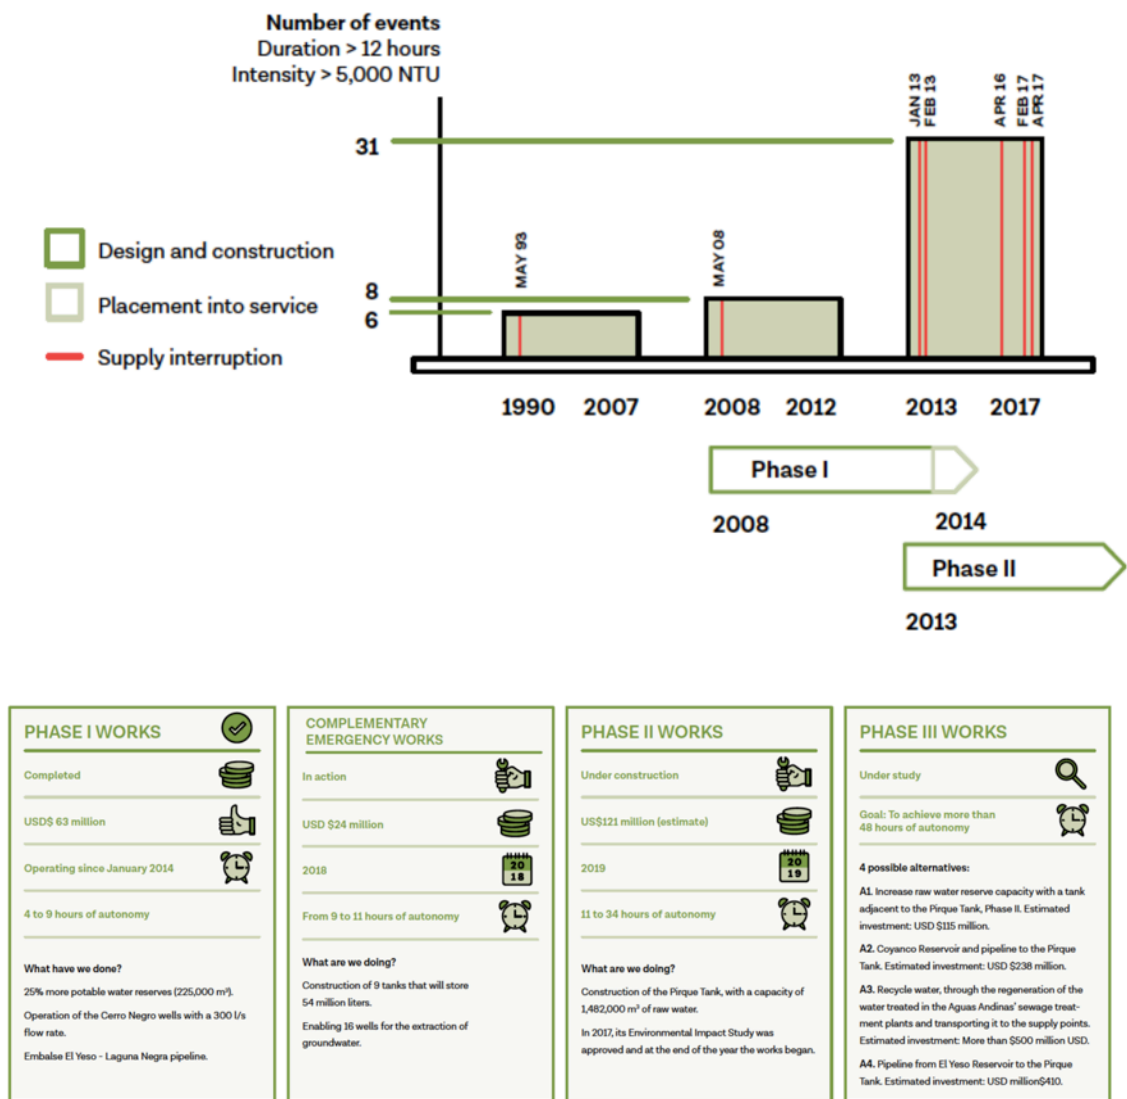 Number of events
Duration > 12 hours
Intensity > 5,000 NTU
JAN 13
FEB 13
APR 16
FEB 17
APR 17
31
MAY 93
MAY 08
Design and construction
Placement into service
Supply interruption
8
6
1990 2007 2008 2012 2013 2017
Phase I
2008 2014
Phase II
2013
PHASE I WORKS
Completed
USD$ 63 million
Operating since January 2014
4 to 9 hours of autonomy
What have we done?
25% more potable water reserves (225,000 m³).
Operation of the Cerro Negro wells with a 300 l/s
flow rate.
Embalse El Yeso - Laguna Negra pipeline.
COMPLEMENTARY
EMERGENCY WORKS
In action
USD $24 million
2018
20
18
From 9 to 11 hours of autonomy
What are we doing?
Construction of 9 tanks that will store
54 million liters.
Enabling 16 wells for the extraction of
groundwater.
PHASE II WORKS
Under construction
US$121 million (estimate)
2019
20
19
11 to 34 hours of autonomy
What are we doing?
Construction of the Pirque Tank, with a capacity of
1,482,000 m³ of raw water.
In 2017, its Environmental Impact Study was
approved and at the end of the year the works began.
PHASE III WORKS
Under study
Goal: To achieve more than
48 hours of autonomy
4 possible alternatives:
A1. Increase raw water reserve capacity with a tank
adjacent to the Pirque Tank, Phase II. Estimated
investment: USD $115 million.
A2. Coyanco Reservoir and pipeline to the Pirque
Tank. Estimated investment: USD $238 million.
A3. Recycle water, through the regeneration of the
water treated in the Aguas Andinas' sewage treat-
ment plants and transporting it to the supply points.
Estimated investment: More than $500 million USD.
A4. Pipeline from El Yeso Reservoir to the Pirque
Tank. Estimated investment: USD million$410.